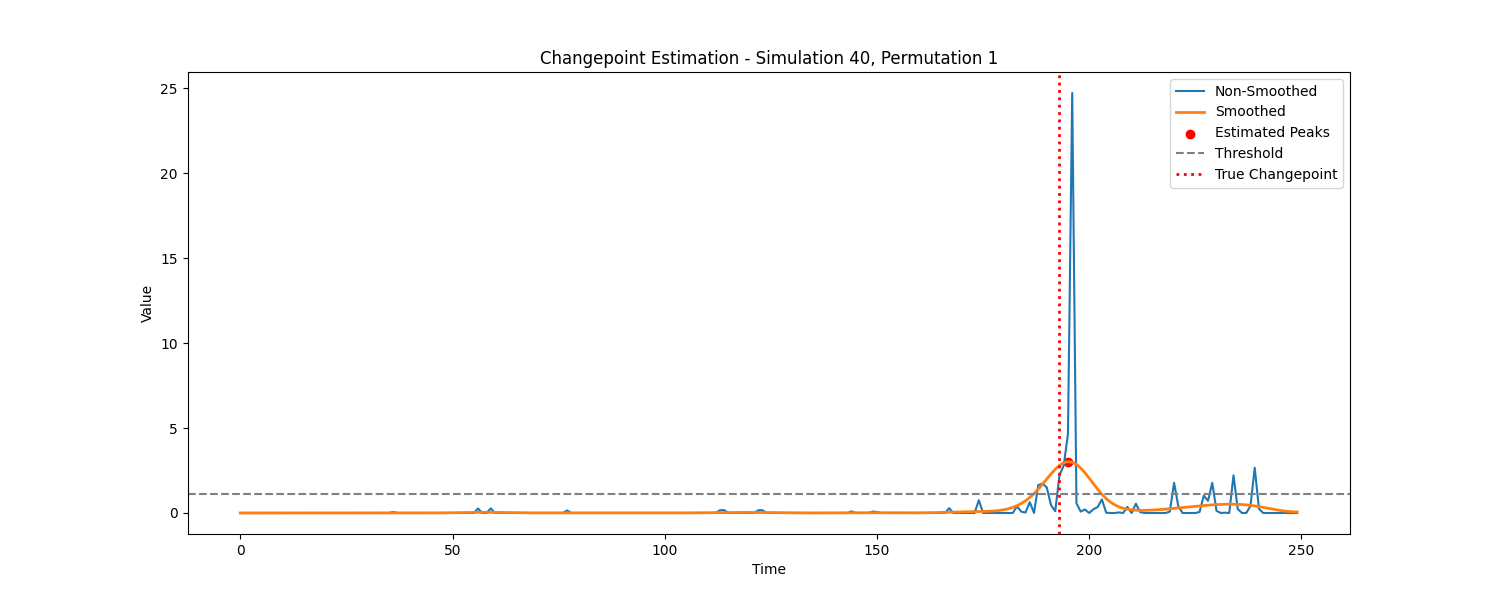 Changepoint Estimation - Simulation 40, Permutation 1
25
20
15
10
5
0
Value
Non-Smoothed
Smoothed
Estimated Peaks
Threshold
True Changepoint
0 50 100 150 200 250
Time